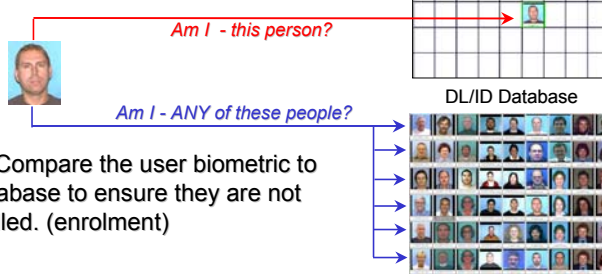 Am I - this person?
DL/ID Database
Am I - ANY of these people?
Compare the user biometric to
abase to ensure they are not
led. (enrolment)